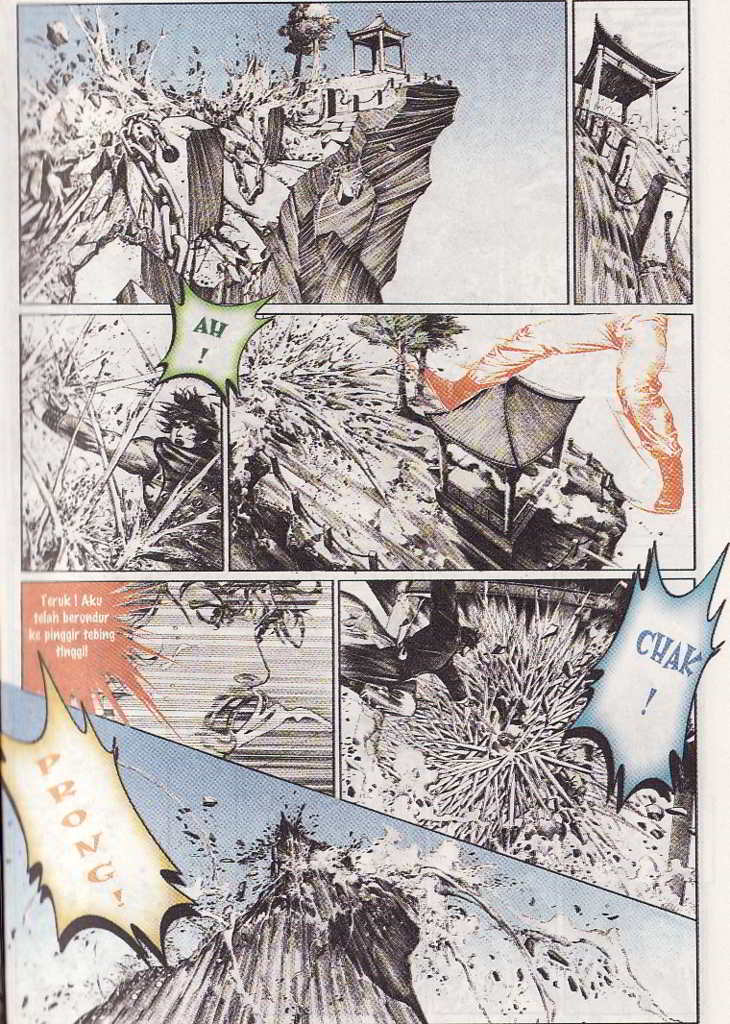 AH
!
Teruk ! Aku
telah berundur
ke pinggir tebing
tinggi!
CHAK
!
PRONG!